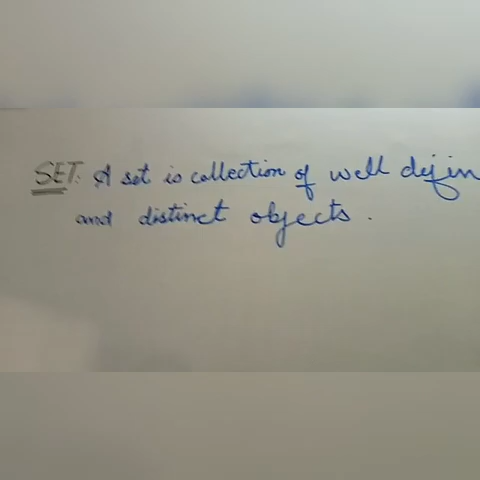 SET: A set is collection of well defin
and distinct objects.